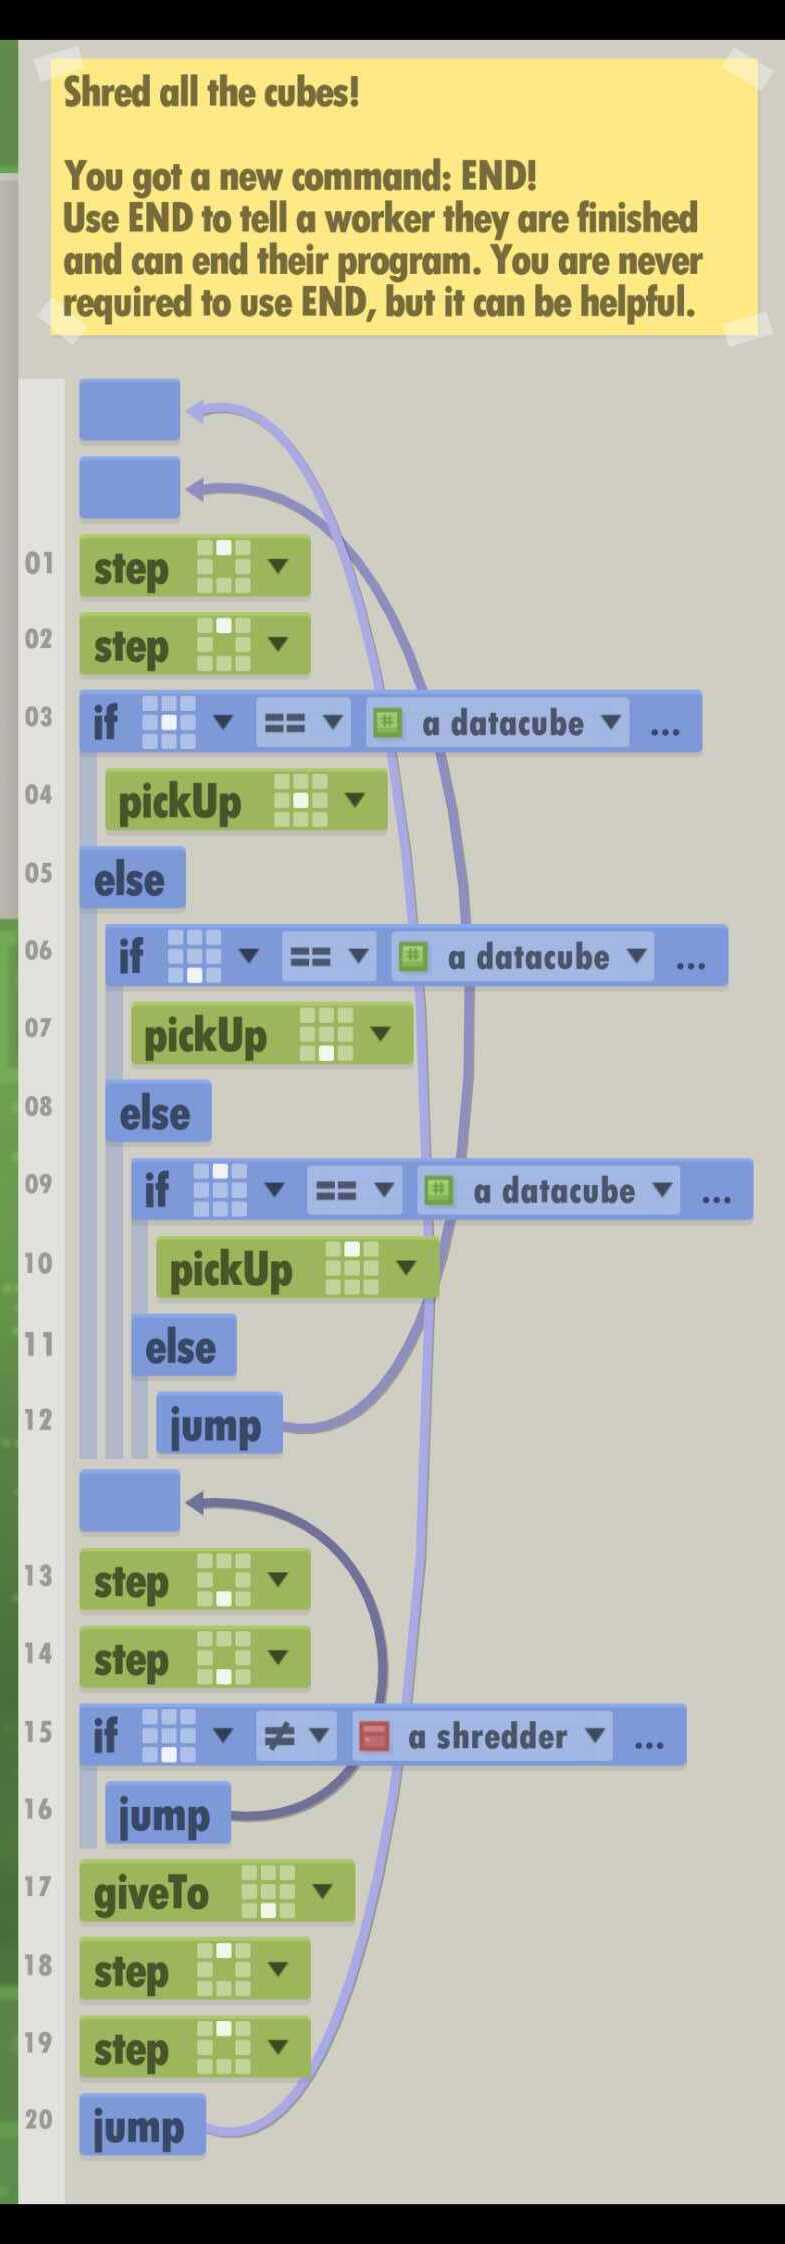 Shred all the cubes!
You got a new command: END!
Use END to tell a worker they are finished
and can end their program. You are never
required to use END, but it can be helpful.
01 step
02 step
03 if == # a datacube ...
04 pickUp
05 else
06 if == # a datacube ...
07 pickUp
08 else
09 if == # a datacube ...
10 pickUp
11 else
12 jump
13 step
14 step
15 if ≠ a shredder ...
16 jump
17 giveTo
18 step
19 step
20 jump